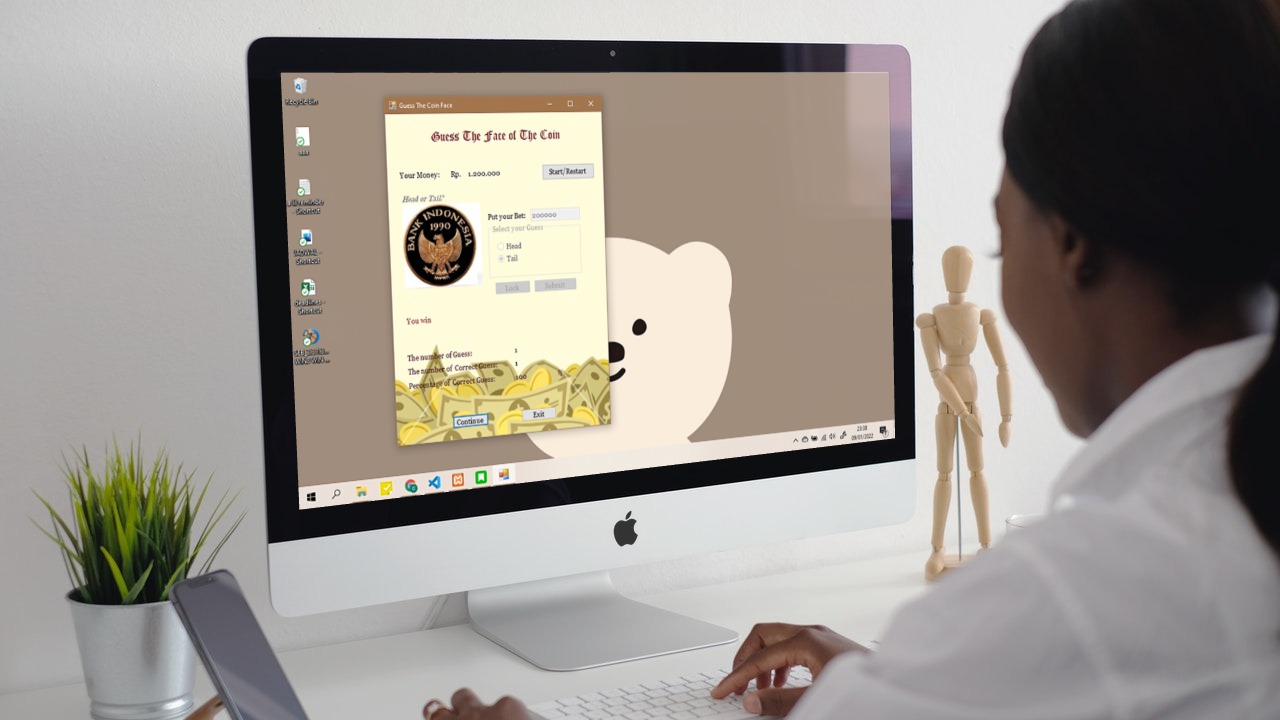 Recycle Bin
Guess The Coin Face
Guess The Face of The Coin
Your Money: Rp. 1.200.000
Start/Restart
Head or Tail?
BANK INDONESIA
1990
Put your Bet: 200000
Select your Guess
Head
Tail
Lock Submit
You win
The number of Guess: 1
The number of Correct Guess: 1
Percentage of Correct Guess: 100
Continue Exit
Deadlines -
Shortcut
23:38
09/01/2022